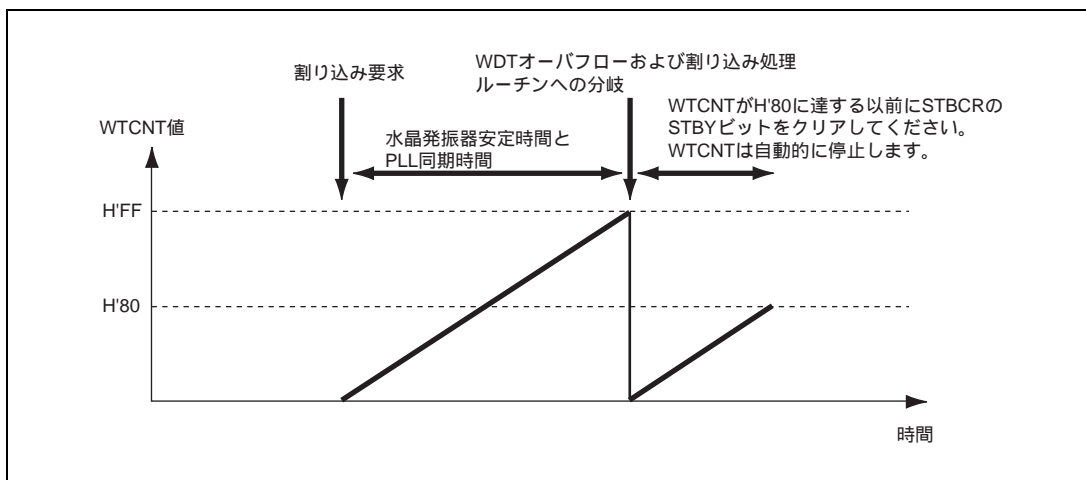 割り込み要求
WDTオーバフローおよび割り込み処理
ルーチンへの分岐
WTCNTがH'80に達する以前にSTBCRの
STBYビットをクリアしてください。
WTCNTは自動的に停止します。
WTCNT値
水晶発振器安定時間と
PLL同期時間
H'FF
H'80
時間